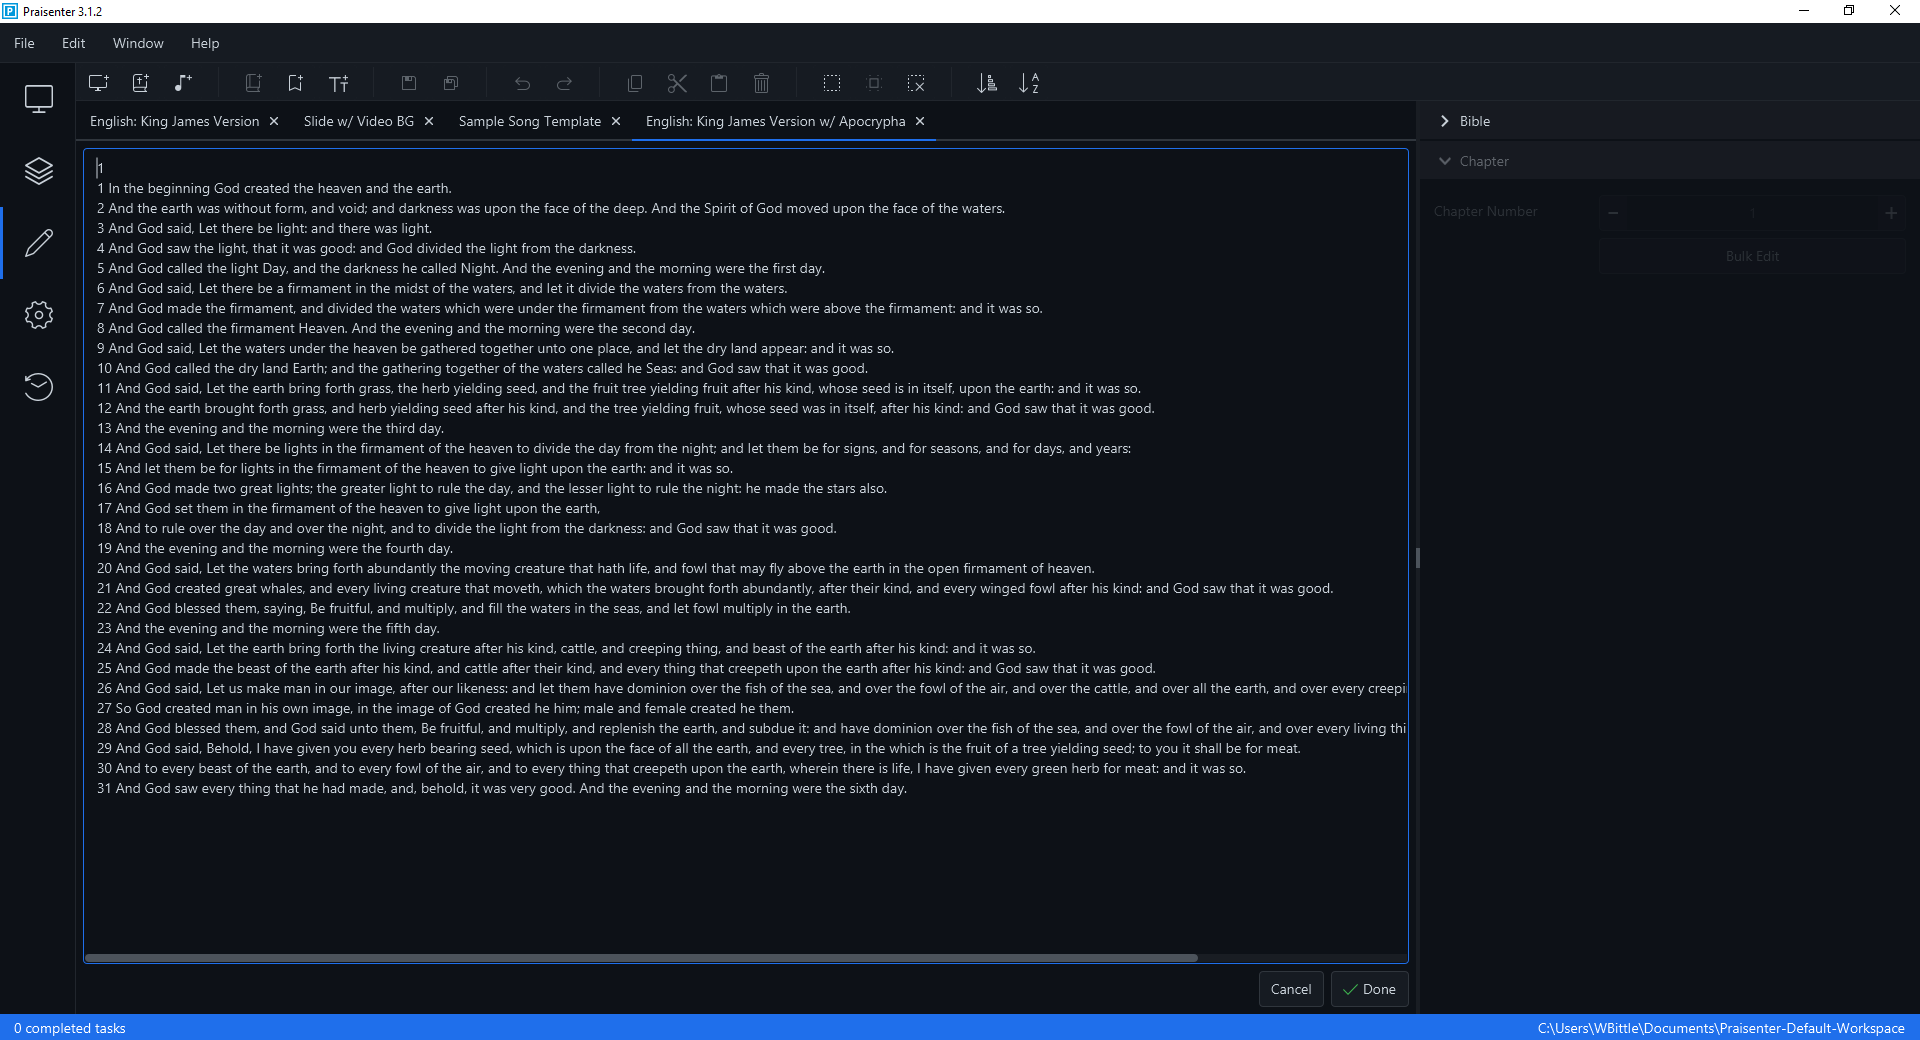 Praisenter 3.1.2
File Edit Window Help
English: King James Version Slide w/ Video BG Sample Song Template English: King James Version w/ Apocrypha
Bible
Chapter
Chapter Number 1
Bulk Edit
1
1 In the beginning God created the heaven and the earth.
2 And the earth was without form, and void; and darkness was upon the face of the deep. And the Spirit of God moved upon the face of the waters.
3 And God said, Let there be light: and there was light.
4 And God saw the light, that it was good: and God divided the light from the darkness.
5 And God called the light Day, and the darkness he called Night. And the evening and the morning were the first day.
6 And God said, Let there be a firmament in the midst of the waters, and let it divide the waters from the waters.
7 And God made the firmament, and divided the waters which were under the firmament from the waters which were above the firmament: and it was so.
8 And God called the firmament Heaven. And the evening and the morning were the second day.
9 And God said, Let the waters under the heaven be gathered together unto one place, and let the dry land appear: and it was so.
10 And God called the dry land Earth; and the gathering together of the waters called he Seas: and God saw that it was good.
11 And God said, Let the earth bring forth grass, the herb yielding seed, and the fruit tree yielding fruit after his kind, whose seed is in itself, upon the earth: and it was so.
12 And the earth brought forth grass, and herb yielding seed after his kind, and the tree yielding fruit, whose seed was in itself, after his kind: and God saw that it was good.
13 And the evening and the morning were the third day.
14 And God said, Let there be lights in the firmament of the heaven to divide the day from the night; and let them be for signs, and for seasons, and for days, and years:
15 And let them be for lights in the firmament of the heaven to give light upon the earth: and it was so.
16 And God made two great lights; the greater light to rule the day, and the lesser light to rule the night: he made the stars also.
17 And God set them in the firmament of the heaven to give light upon the earth,
18 And to rule over the day and over the night, and to divide the light from the darkness: and God saw that it was good.
19 And the evening and the morning were the fourth day.
20 And God said, Let the waters bring forth abundantly the moving creature that hath life, and fowl that may fly above the earth in the open firmament of heaven.
21 And God created great whales, and every living creature that moveth, which the waters brought forth abundantly, after their kind, and every winged fowl after his kind: and God saw that it was good.
22 And God blessed them, saying, Be fruitful, and multiply, and fill the waters in the seas, and let fowl multiply in the earth.
23 And the evening and the morning were the fifth day.
24 And God said, Let the earth bring forth the living creature after his kind, cattle, and creeping thing, and beast of the earth after his kind: and it was so.
25 And God made the beast of the earth after his kind, and cattle after their kind, and every thing that creepeth upon the earth after his kind: and God saw that it was good.
26 And God said, Let us make man in our image, after our likeness: and let them have dominion over the fish of the sea, and over the fowl of the air, and over the cattle, and over all the earth, and over every creepi
27 So God created man in his own image, in the image of God created he him; male and female created he them.
28 And God blessed them, and God said unto them, Be fruitful, and multiply, and replenish the earth, and subdue it: and have dominion over the fish of the sea, and over the fowl of the air, and over every living thi
29 And God said, Behold, I have given you every herb bearing seed, which is upon the face of all the earth, and every tree, in the which is the fruit of a tree yielding seed; to you it shall be for meat.
30 And to every beast of the earth, and to every fowl of the air, and to every thing that creepeth upon the earth, wherein there is life, I have given every green herb for meat: and it was so.
31 And God saw every thing that he had made, and, behold, it was very good. And the evening and the morning were the sixth day.
Cancel Done
0 completed tasks C:\Users\WBittle\Documents\Praisenter-Default-Workspace